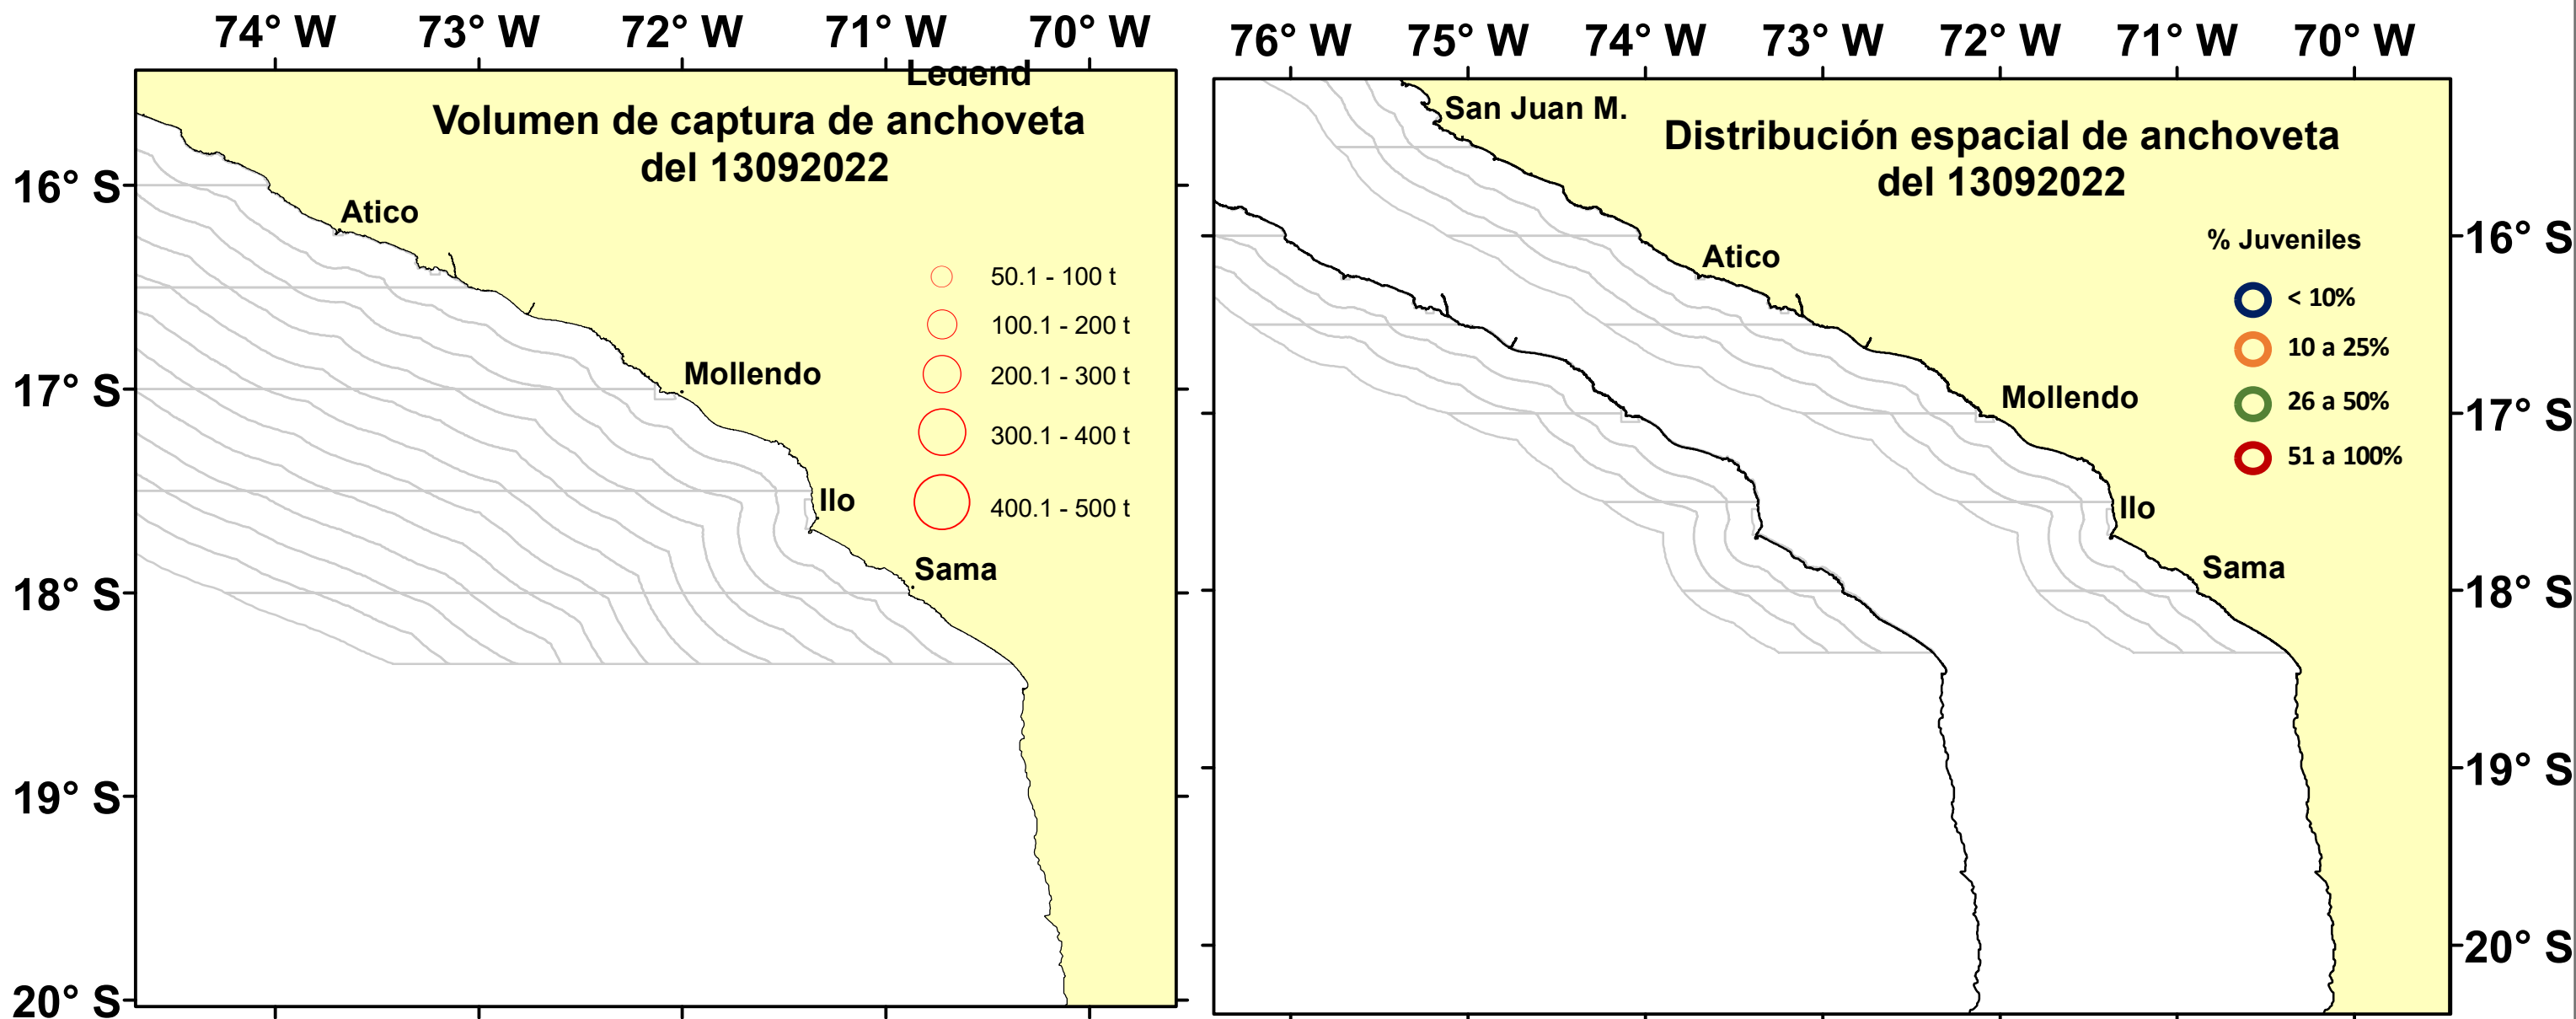 74° W 73° W 72° W 71° W 70° W
Legend
Volumen de captura de anchoveta
del 13092022
16° S
Atico
50.1 - 100 t
100.1 - 200 t
17° S
Mollendo
200.1 - 300 t
300.1 - 400 t
Ilo
400.1 - 500 t
18° S
Sama
19° S
20° S
76° W 75° W 74° W 73° W 72° W 71° W 70° W
San Juan M.
Distribución espacial de anchoveta
del 13092022
% Juveniles
16° S
Atico
< 10%
10 a 25%
Mollendo
26 a 50%
17° S
51 a 100%
Ilo
Sama
18° S
19° S
20° S